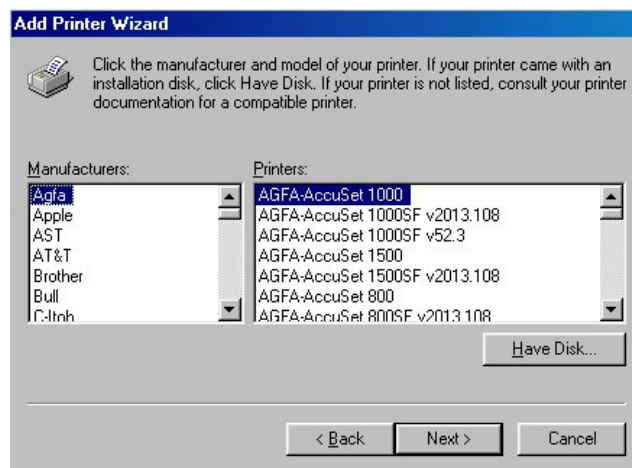 Add Printer Wizard
Click the manufacturer and model of your printer. If your printer came with an
installation disk, click Have Disk. If your printer is not listed, consult your printer
documentation for a compatible printer.
Manufacturers:
Agfa
Apple
AST
AT&T
Brother
Bull
C-Itoh
Printers:
AGFA-AccuSet 1000
AGFA-AccuSet 1000SF v2013.108
AGFA-AccuSet 1000SF v52.3
AGFA-AccuSet 1500
AGFA-AccuSet 1500SF v2013.108
AGFA-AccuSet 800
AGFA-AccuSet 800SF v2013.108
Have Disk...
< Back
Next >
Cancel